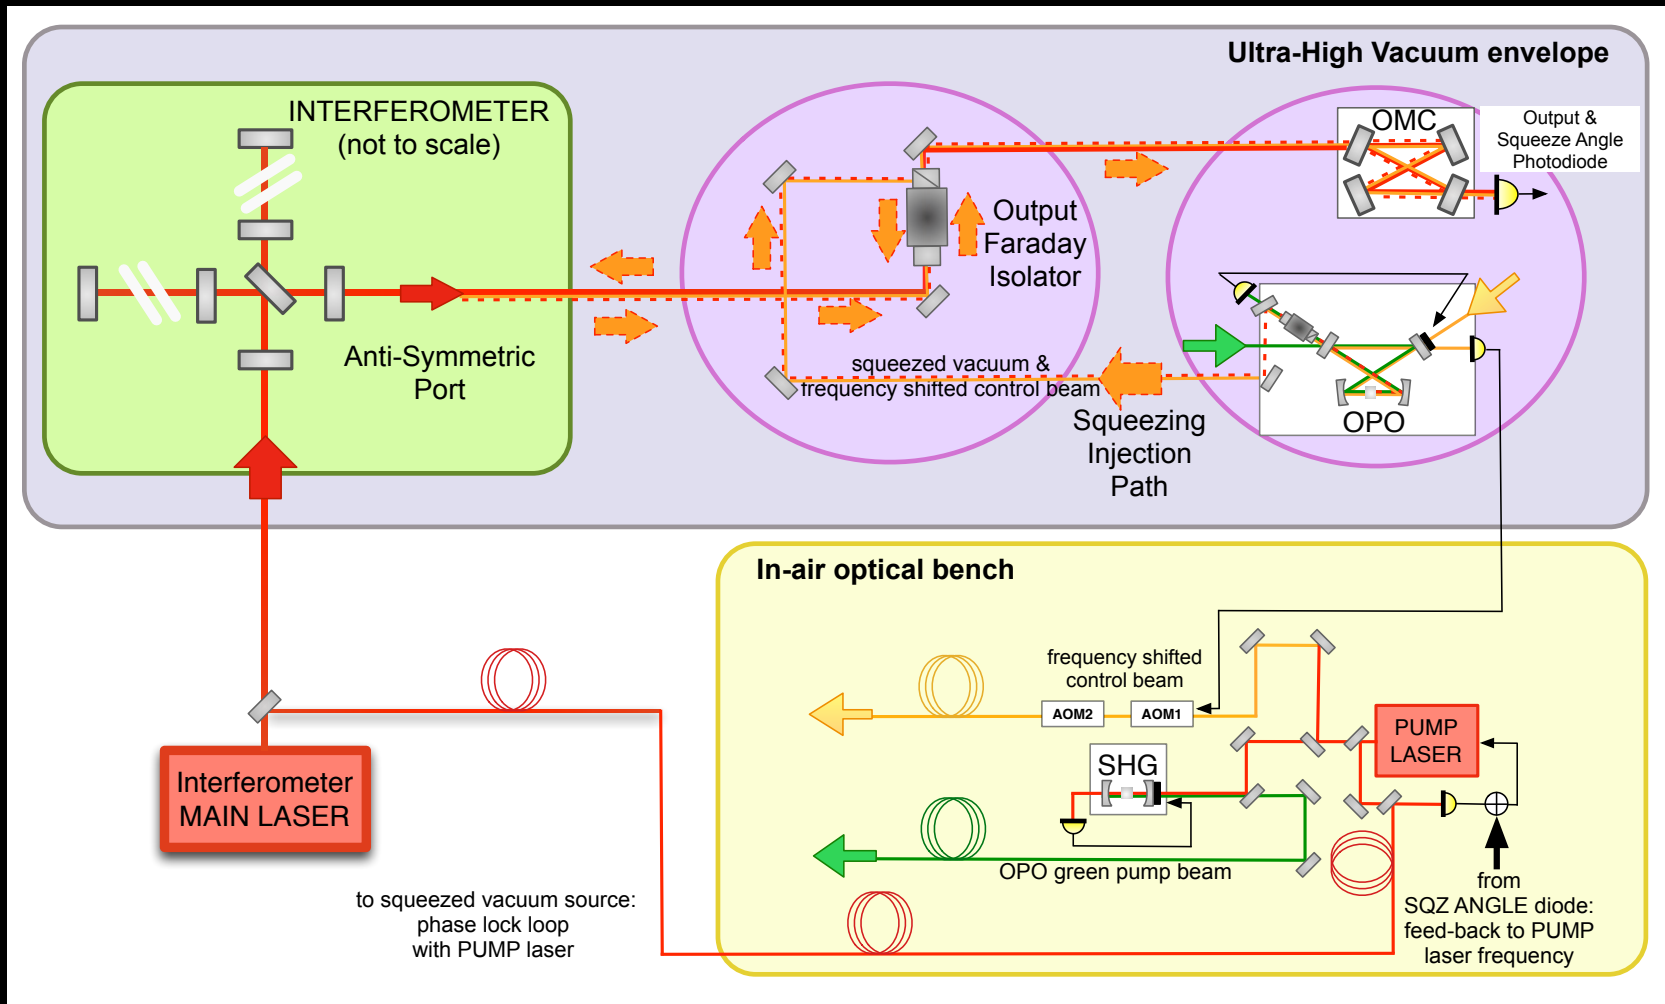 Ultra-High Vacuum envelope
INTERFEROMETER
(not to scale)
Anti-Symmetric
Port
Output
Faraday
Isolator
OMC
Output &
Squeeze Angle
Photodiode
squeezed vacuum &
frequency shifted control beam
Squeezing
Injection
Path
OPO
In-air optical bench
frequency shifted
control beam
AOM2
AOM1
PUMP
LASER
SHG
OPO green pump beam
Interferometer
MAIN LASER
to squeezed vacuum source:
phase lock loop
with PUMP laser
from
SQZ ANGLE diode:
feed-back to PUMP
laser frequency